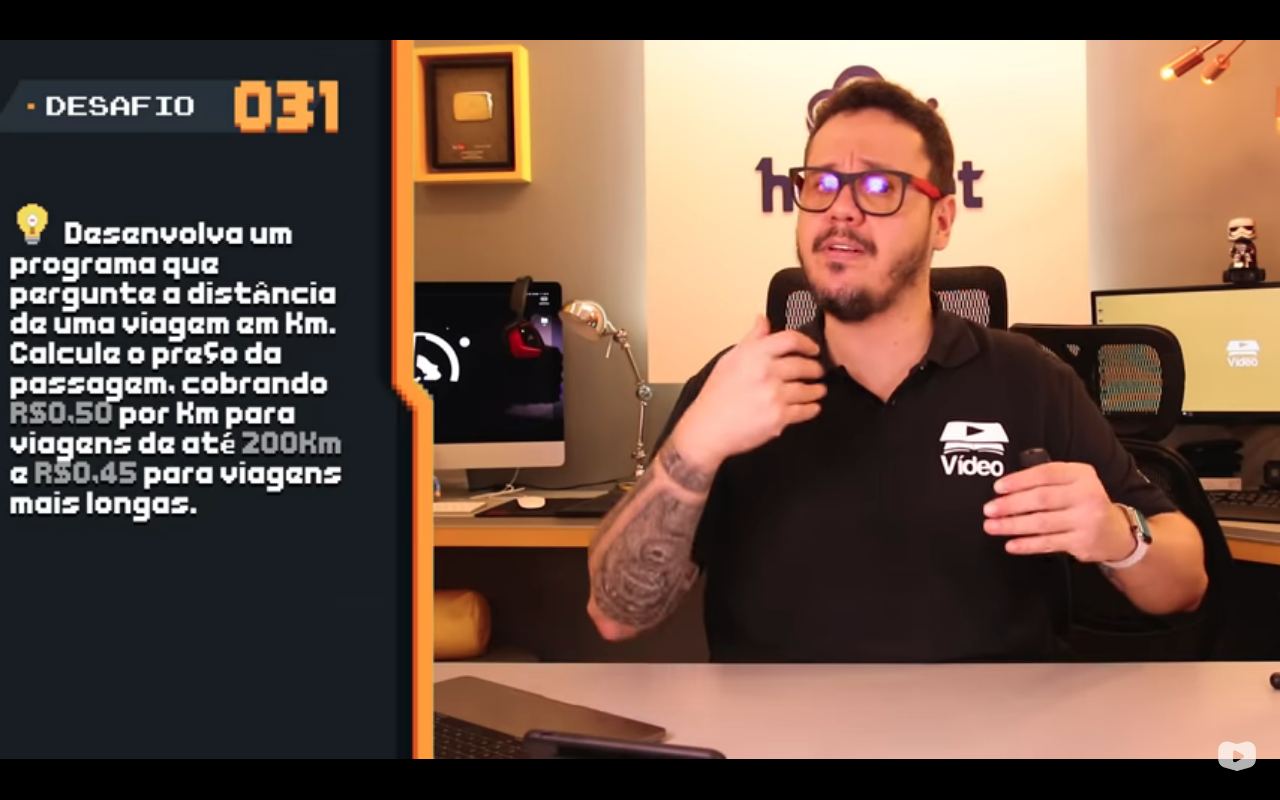 DESAFIO 031
Desenvolva um
programa que
pergunte a distância
de uma viagem em Km.
Calcule o preço da
passagem, cobrando
R$0,50 por Km para
viagens de até 200Km
e R$0,45 para viagens
mais longas.
Vídeo
Vídeo